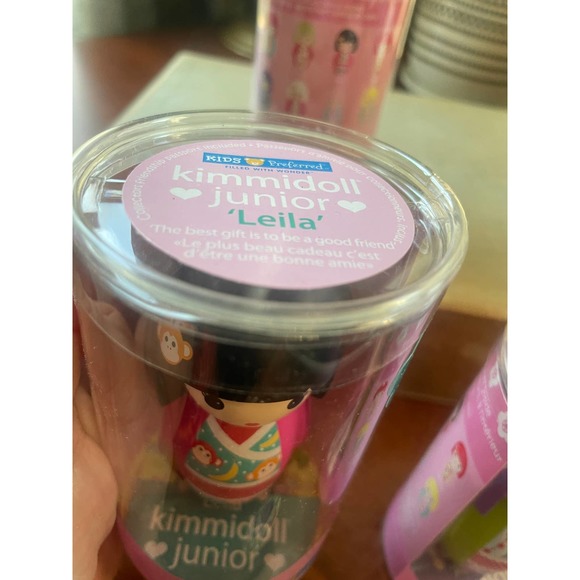 KIDS Preferred
FILLED WITH WONDER
kimmidoll
junior
'Leila'
'The best gift is to be a good friend'
«Le plus beau cadeau c'est
d'être une bonne amie»
kimmidoll
junior